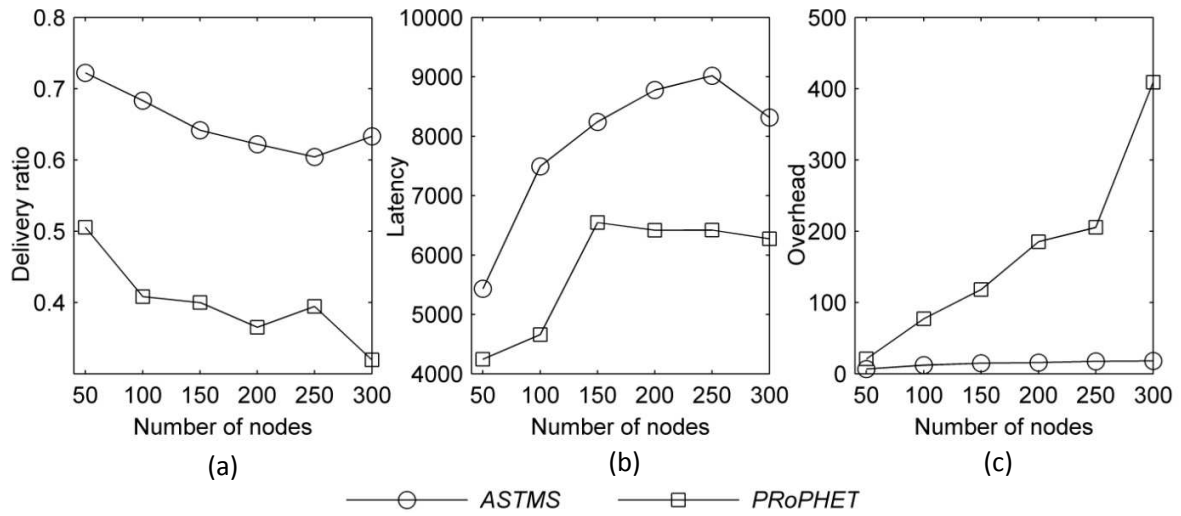 0.8
0.7
0.6
0.5
0.4
Delivery ratio
50 100 150 200 250 300
Number of nodes
(a)
10000
9000
8000
7000
6000
5000
4000
Latency
50 100 150 200 250 300
Number of nodes
(b)
500
400
300
200
100
0
Overhead
50 100 150 200 250 300
Number of nodes
(c)
ASTMS PRoPHET